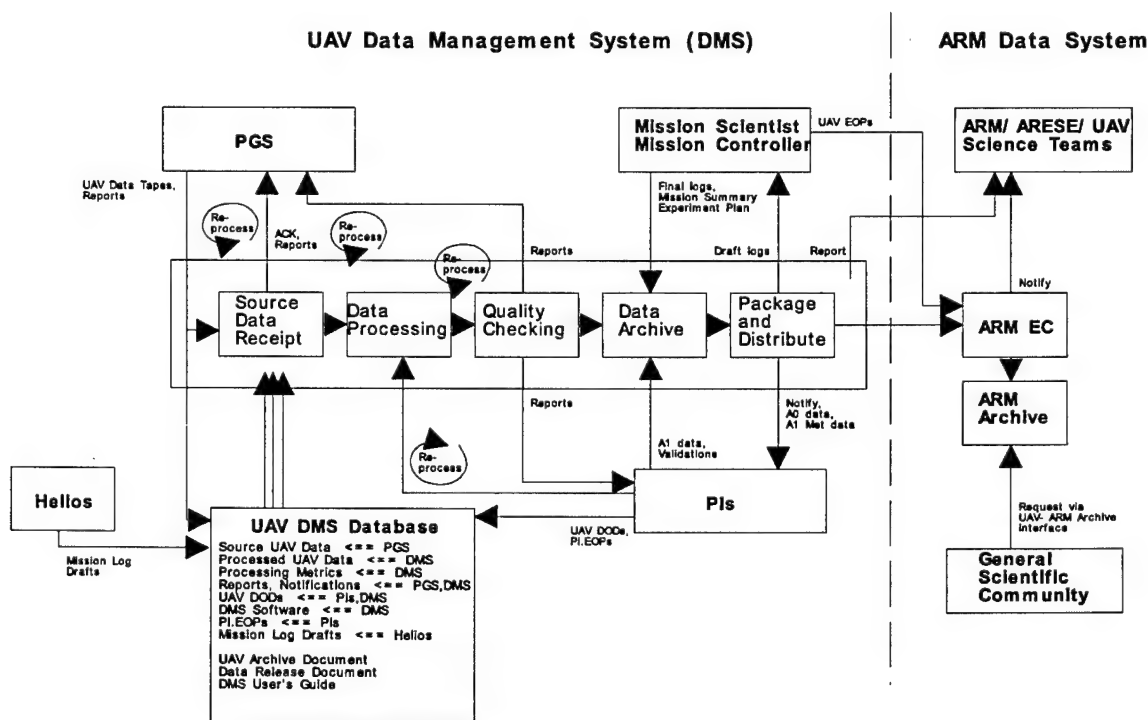 UAV Data Management System (DMS)
ARM Data System
PGS
Mission Scientist
Mission Controller
UAV EOPs
ARM/ ARESE/ UAV
Science Teams
UAV Data Tapes,
Reports
Re-
process
ACK,
Reports
Re-
process
Re-
process
Reports
Final logs,
Mission Summary
Experiment Plan
Draft logs
Report
Notify
Source
Data
Receipt
Data
Processing
Quality
Checking
Data
Archive
Package
and
Distribute
ARM EC
Reports
Notify,
A0 data,
A1 Met data
ARM
Archive
Re-
process
A1 data,
Validations
Helios
PIs
Mission Log
Drafts
UAV DODs,
PI.EOPs
Request via
UAV- ARM Archive
Interface
General
Scientific
Community
UAV DMS Database
Source UAV Data <== PGS
Processed UAV Data <== DMS
Processing Metrics <== DMS
Reports, Notifications <== PGS,DMS
UAV DODs <== PIs,DMS
DMS Software <== DMS
PI.EOPs <== PIs
Mission Log Drafts <== Helios
UAV Archive Document
Data Release Document
DMS User's Guide